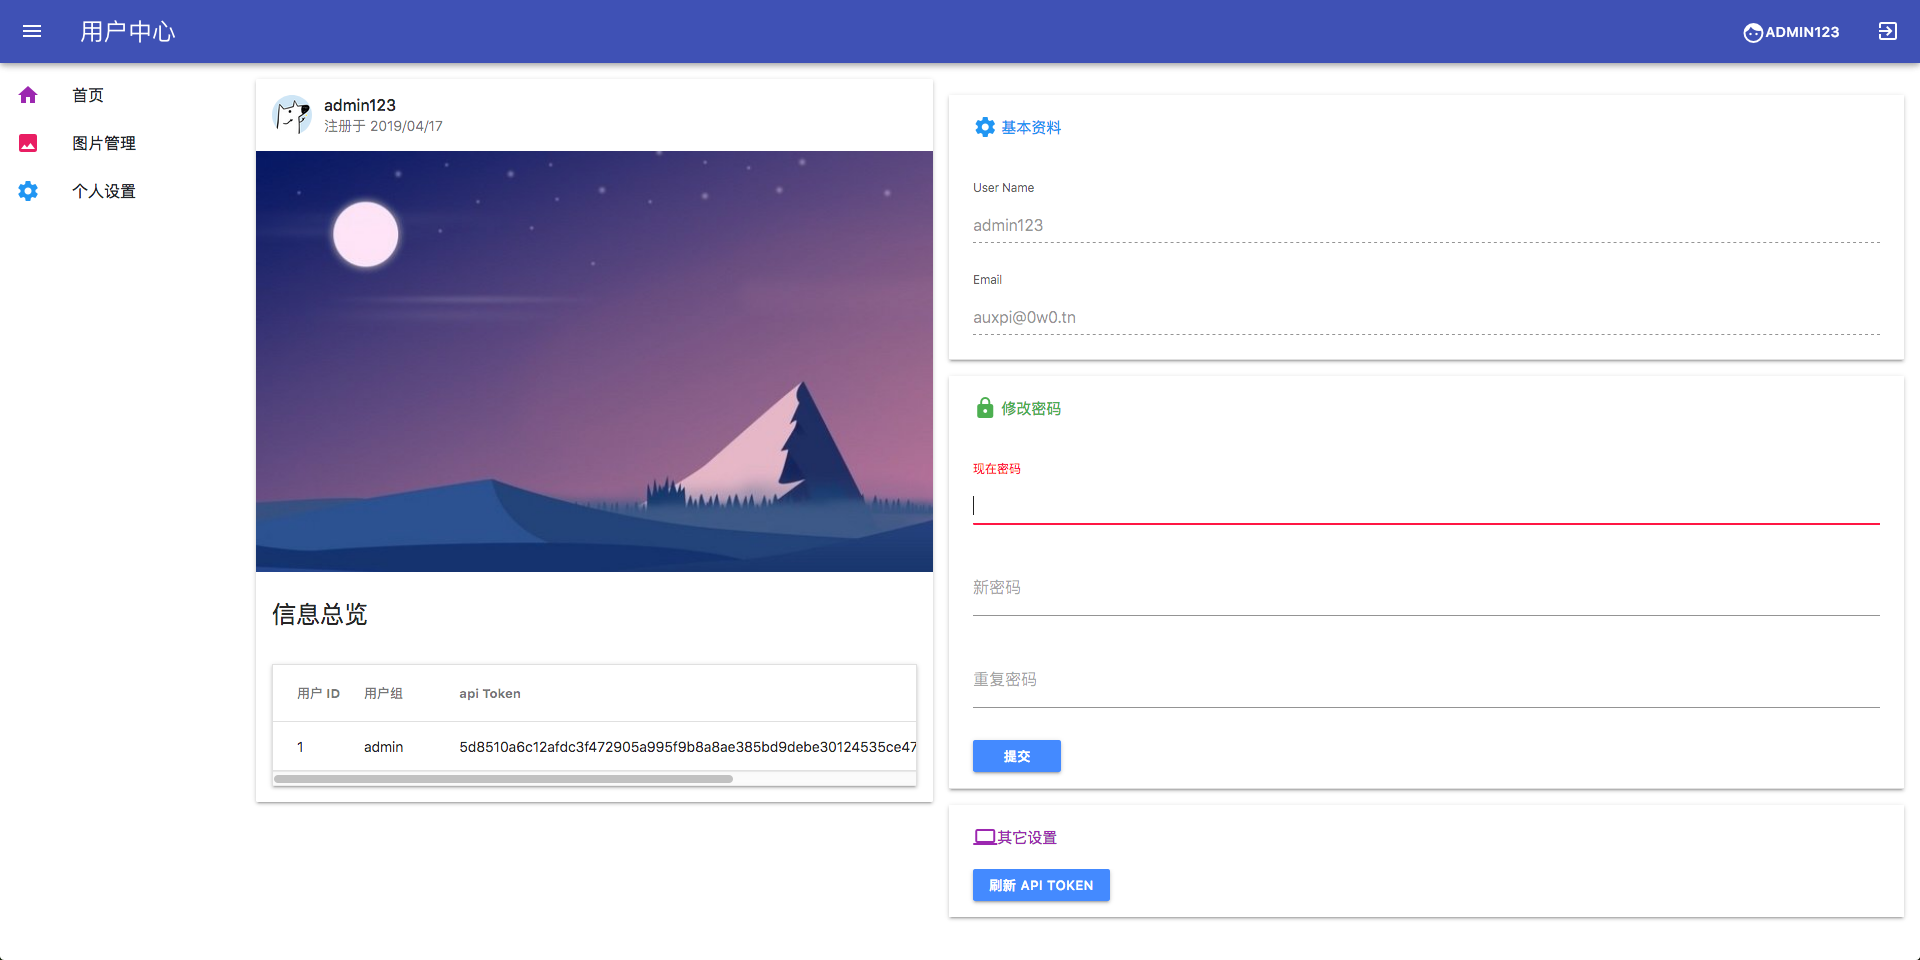 用户中心
ADMIN123
首页
图片管理
个人设置
admin123
注册于 2019/04/17
信息总览
用户 ID 用户组 api Token
1 admin 5d8510a6c12afdc3f472905a995f9b8a8ae385bd9debe30124535ce47
基本资料
User Name
admin123
Email
auxpi@0w0.tn
修改密码
现在密码
新密码
重复密码
提交
其它设置
刷新 API TOKEN